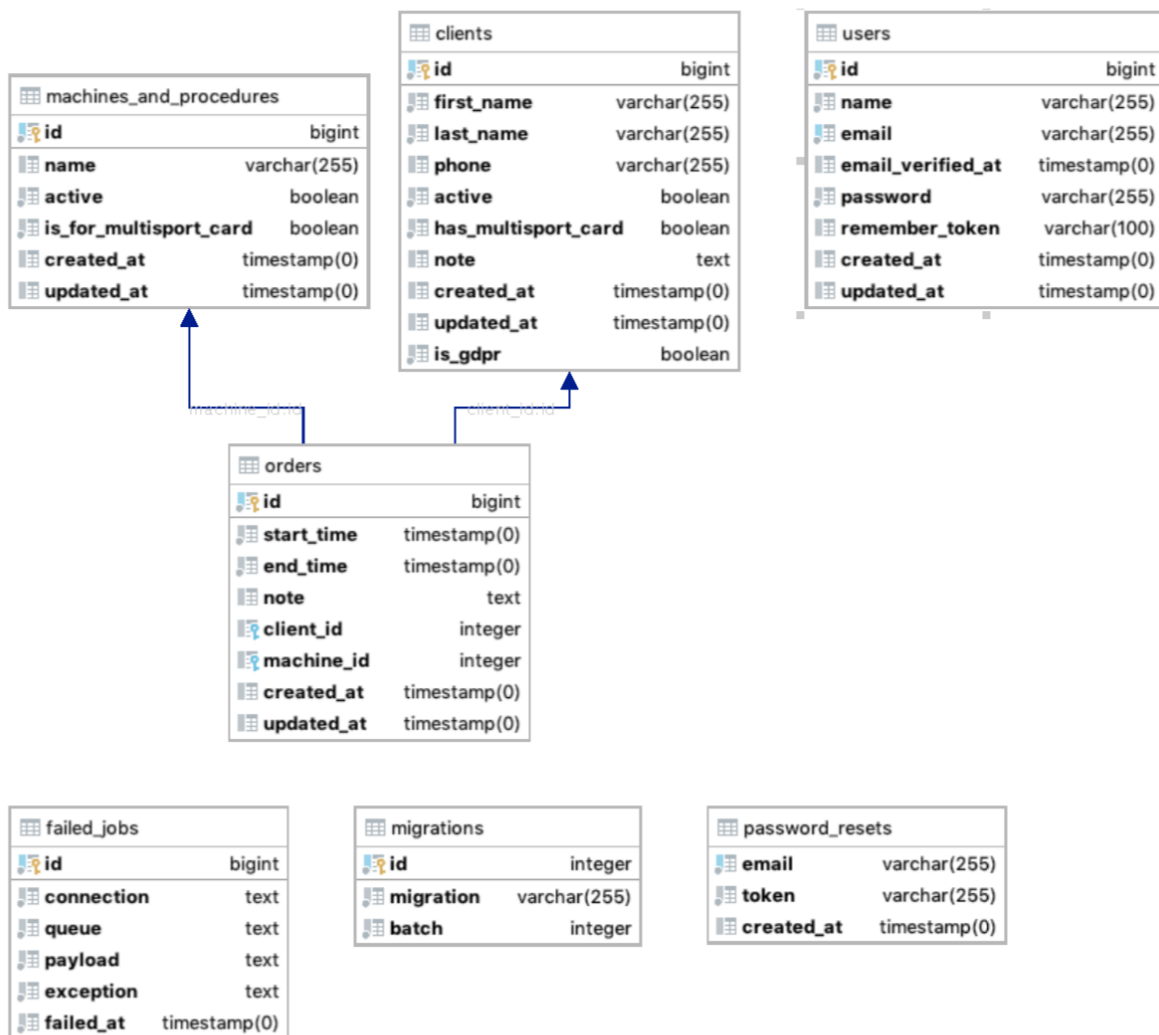 machines_and_procedures
id bigint
name varchar(255)
active boolean
is_for_multisport_card boolean
created_at timestamp(0)
updated_at timestamp(0)
clients
id bigint
first_name varchar(255)
last_name varchar(255)
phone varchar(255)
active boolean
has_multisport_card boolean
note text
created_at timestamp(0)
updated_at timestamp(0)
is_gdpr boolean
users
id bigint
name varchar(255)
email varchar(255)
email_verified_at timestamp(0)
password varchar(255)
remember_token varchar(100)
created_at timestamp(0)
updated_at timestamp(0)
machine_id:id
client_id:id
orders
id bigint
start_time timestamp(0)
end_time timestamp(0)
note text
client_id integer
machine_id integer
created_at timestamp(0)
updated_at timestamp(0)
failed_jobs
id bigint
connection text
queue text
payload text
exception text
failed_at timestamp(0)
migrations
id integer
migration varchar(255)
batch integer
password_resets
email varchar(255)
token varchar(255)
created_at timestamp(0)